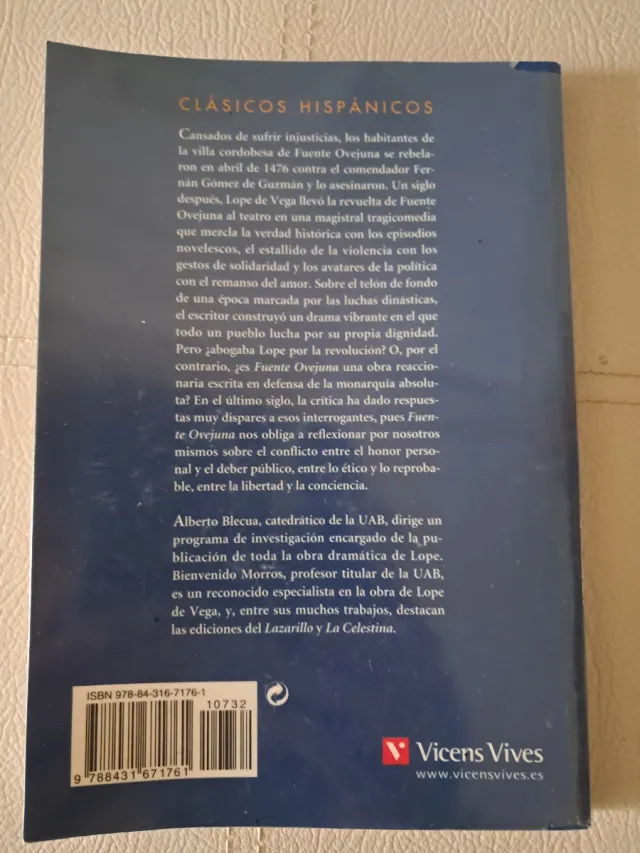 CLÁSICOS HISPÁNICOS
Cansados de sufrir injusticias, los habitantes de
la villa cordobesa de Fuente Ovejuna se rebela-
ron en abril de 1476 contra el comendador Fer-
nán Gómez de Guzmán y lo asesinaron. Un siglo
después, Lope de Vega llevó la revuelta de Fuente
Ovejuna al teatro en una magistral tragicomedia
que mezcla la verdad histórica con los episodios
novelescos, el estallido de la violencia con los
gestos de solidaridad y los avatares de la política
con el remanso del amor. Sobre el telón de fondo
de una época marcada por las luchas dinásticas,
el escritor construyó un drama vibrante en el que
todo un pueblo lucha por su propia dignidad.
Pero ¿abogaba Lope por la revolución? O, por el
contrario, ¿es Fuente Ovejuna una obra reaccio-
naria escrita en defensa de la monarquía absolu-
ta? En el último siglo, la crítica ha dado respues-
tas muy dispares a esos interrogantes, pues Fuen-
te Ovejuna nos obliga a reflexionar por nosotros
mismos sobre el conflicto entre el honor perso-
nal y el deber público, entre lo ético y lo reproba-
ble, entre la libertad y la conciencia.
Alberto Blecua, catedrático de la UAB, dirige un
programa de investigación encargado de la pu-
blicación de toda la obra dramática de Lope.
Bienvenido Morros, profesor titular de la UAB,
es un reconocido especialista en la obra de Lope
de Vega, y, entre sus muchos trabajos, destacan
las ediciones del Lazarillo y La Celestina.
ISBN 978-84-316-7176-1
10732
9 788431 671761
Vicens Vives
www.vicensvives.es